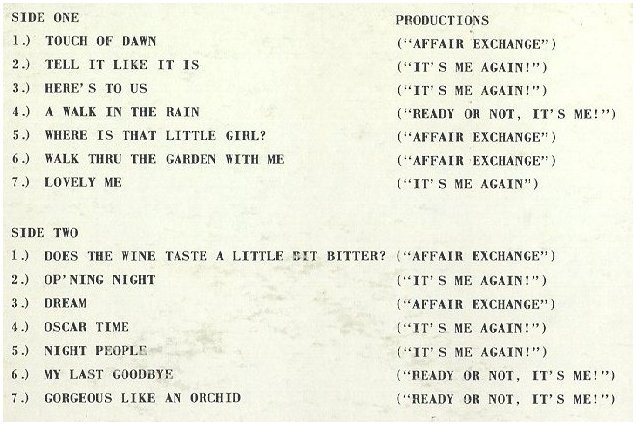 SIDE ONE PRODUCTIONS
1.) TOUCH OF DAWN ("AFFAIR EXCHANGE")
2.) TELL IT LIKE IT IS ("IT'S ME AGAIN!")
3.) HERE'S TO US ("IT'S ME AGAIN!")
4.) A WALK IN THE RAIN ("READY OR NOT, IT'S ME!")
5.) WHERE IS THAT LITTLE GIRL? ("AFFAIR EXCHANGE")
6.) WALK THRU THE GARDEN WITH ME ("AFFAIR EXCHANGE")
7.) LOVELY ME ("IT'S ME AGAIN")
SIDE TWO
1.) DOES THE WINE TASTE A LITTLE BIT BITTER? ("AFFAIR EXCHANGE")
2.) OP'NING NIGHT ("IT'S ME AGAIN!")
3.) DREAM ("AFFAIR EXCHANGE")
4.) OSCAR TIME ("IT'S ME AGAIN!")
5.) NIGHT PEOPLE ("IT'S ME AGAIN!")
6.) MY LAST GOODBYE ("READY OR NOT, IT'S ME!")
7.) GORGEOUS LIKE AN ORCHID ("READY OR NOT, IT'S ME!")